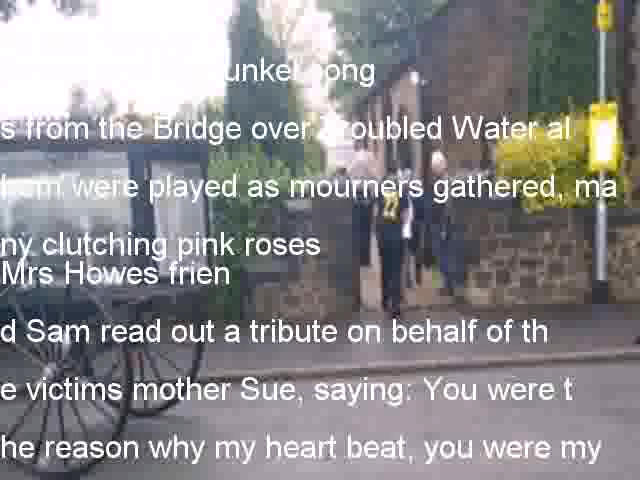 unkel song
s from the Bridge over Troubled Water al
bum were played as mourners gathered, ma
ny clutching pink roses
Mrs Howes frien
d Sam read out a tribute on behalf of th
e victims mother Sue, saying: You were t
he reason why my heart beat, you were my